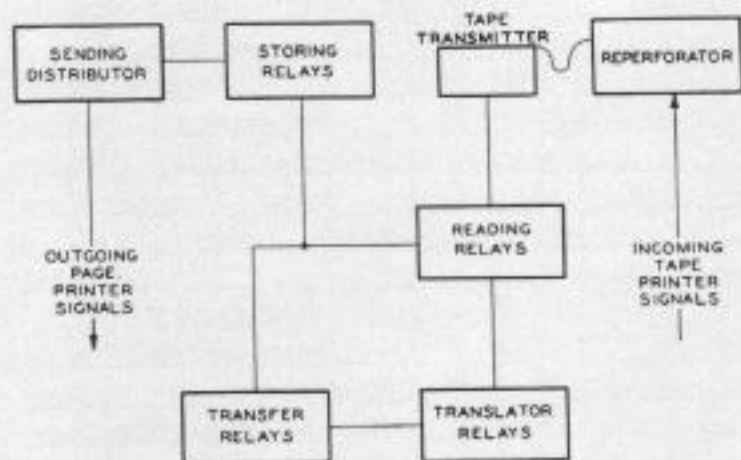 SENDING
DISTRIBUTOR
STORING
RELAYS
TAPE
TRANSMITTER
REPERFORATOR
OUTGOING
PAGE
PRINTER
SIGNALS
READING
RELAYS
INCOMING
TAPE
PRINTER
SIGNALS
TRANSFER
RELAYS
TRANSLATOR
RELAYS